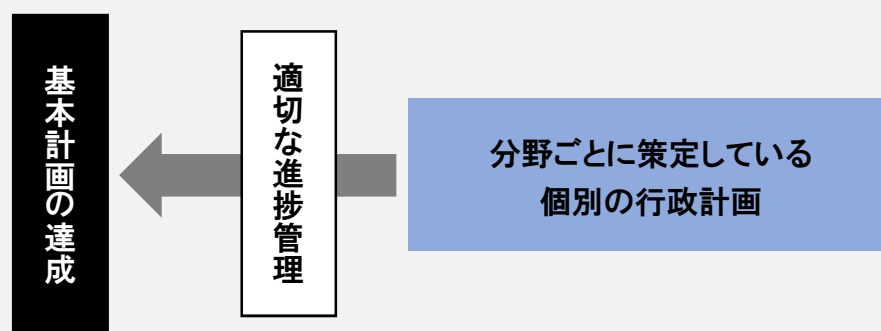 基本計画の達成
適切な進捗管理
分野ごとに策定している
個別の行政計画